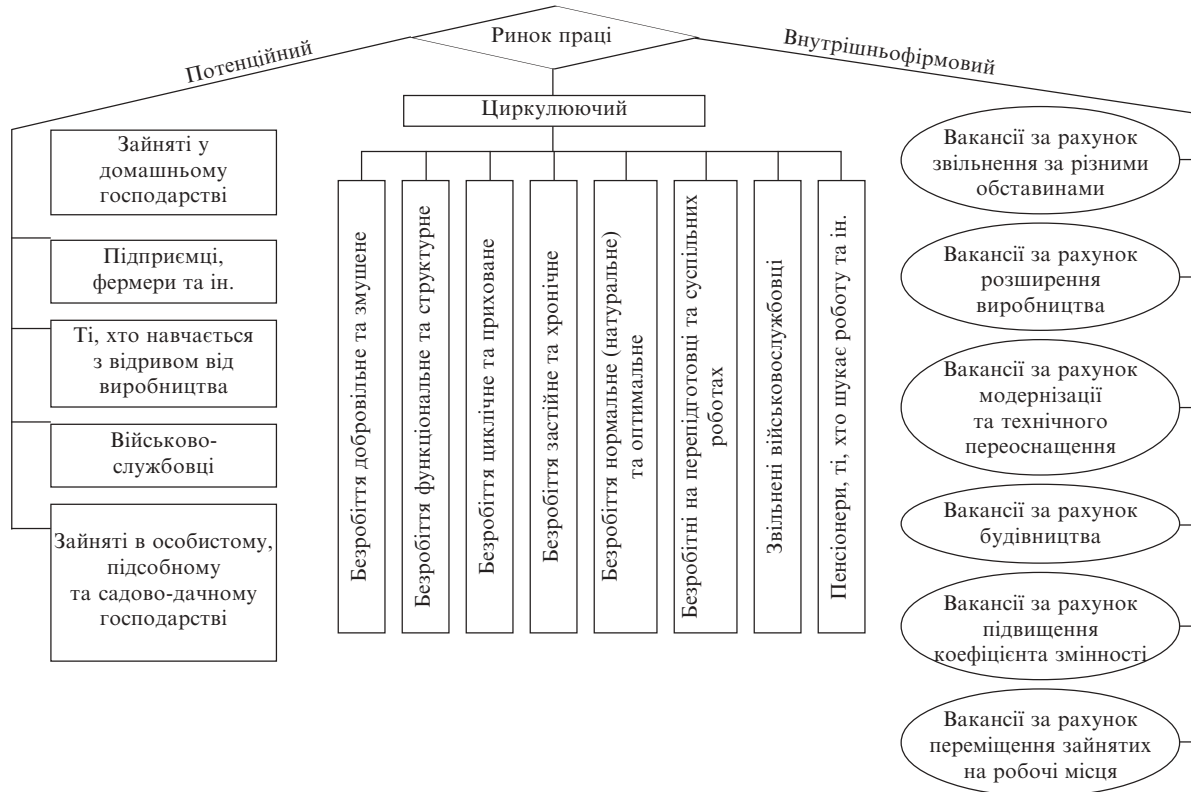 Ринок праці
Потенційний
Внутрішньофірмовий
Циркулюючий
Зайняті у
домашньому
господарстві
Підприємці,
фермери та ін.
Ті, хто навчається
з відривом від
виробництва
Військово-
службовці
Зайняті в особистому,
підсобному
та садово-дачному
господарстві
Безробіття добровільне та змушене
Безробіття функціональне та структурне
Безробіття циклічне та приховане
Безробіття застійне та хронічне
Безробіття нормальне (натуральне)
та оптимальне
Безробітні на перепідготовці та суспільних
роботах
Звільнені військовослужбовці
Пенсіонери, ті, хто шукає роботу та ін.
Вакансії за рахунок
звільнення за різними
обставинами
Вакансії за рахунок
розширення
виробництва
Вакансії за рахунок
модернізації
та технічного
переоснащення
Вакансії за рахунок
будівництва
Вакансії за рахунок
підвищення
коефіцієнта змінності
Вакансії за рахунок
переміщення зайнятих
на робочі місця